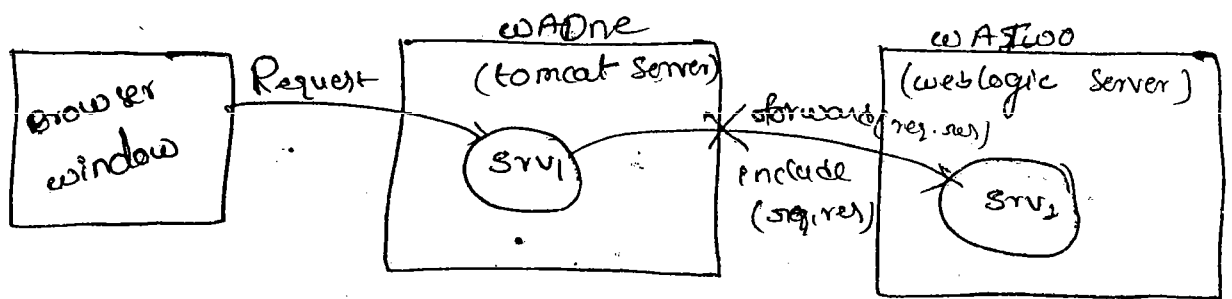 Browser
window
Request
WAOne
(tomcat Server)
Srv1
forward(req.res)
include
(req,res)
WATwo
(weblogic Server)
Srv2